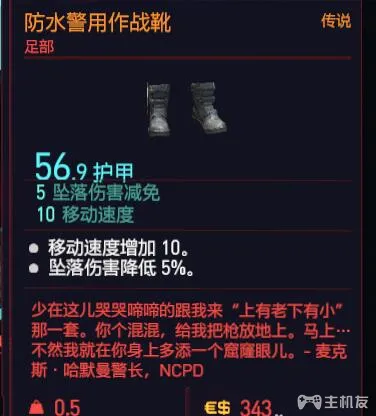 防水警用作战靴
传说
足部
56.9 护甲
5 坠落伤害减免
10 移动速度
● 移动速度增加 10。
● 坠落伤害降低 5%。
少在这儿哭哭啼啼的跟我来“上有老下有小”
那一套。你个混混，给我把枪放地上。马上…
不然我就在你身上多添一个窟窿眼儿。- 麦克
斯·哈默曼警长，NCPD
0.5
€$ 343
主机友